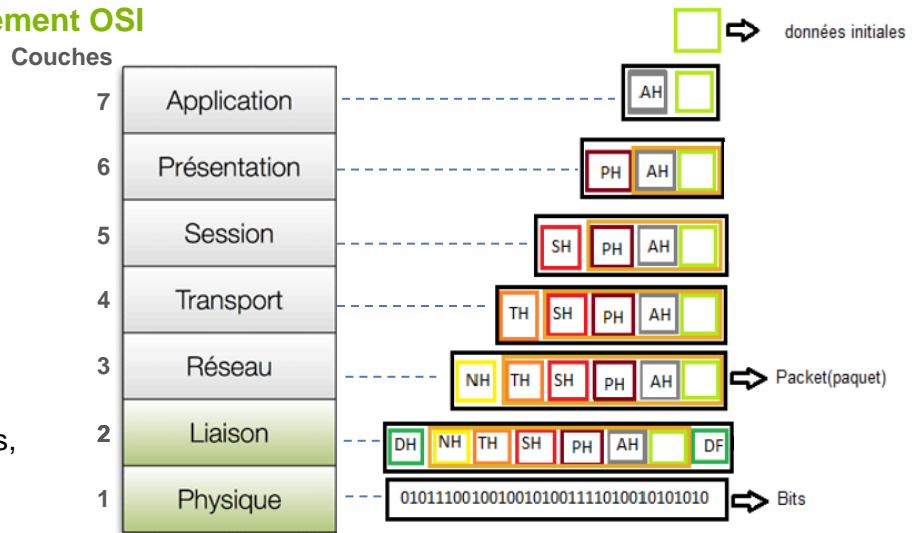 ement OSI
Couches
données initiales
7 Application AH
6 Présentation PH AH
5 Session SH PH AH
4 Transport TH SH PH AH
3 Réseau NH TH SH PH AH Packet(paquet)
s, 2 Liaison DH NH TH SH PH AH DF
1 Physique 01011100100100101001111010010101010 Bits